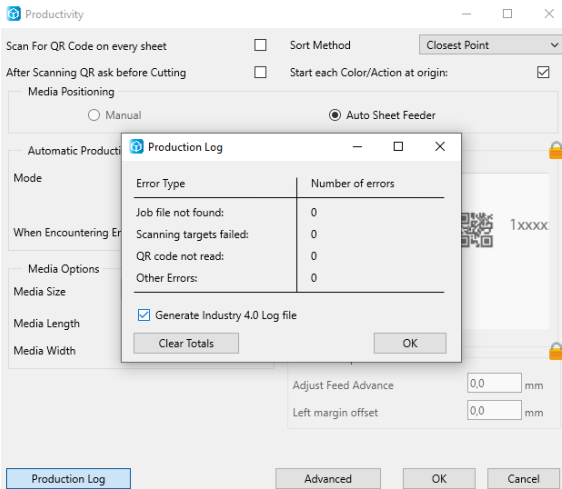 Productivity
Scan For QR Code on every sheet
Sort Method
Closest Point
After Scanning QR ask before Cutting
Start each Color/Action at origin:
Media Positioning
Manual
Auto Sheet Feeder
Automatic Producti
Production Log
Mode
Error Type
Number of errors
Job file not found:
0
1xxxx
When Encountering Er
Scanning targets failed:
0
QR code not read:
0
Media Options
Other Errors:
0
Media Size
Generate Industry 4.0 Log file
Media Length
Clear Totals
OK
Media Width
Adjust Feed Advance
0,0
mm
Left margin offset
0,0
mm
Production Log
Advanced
OK
Cancel